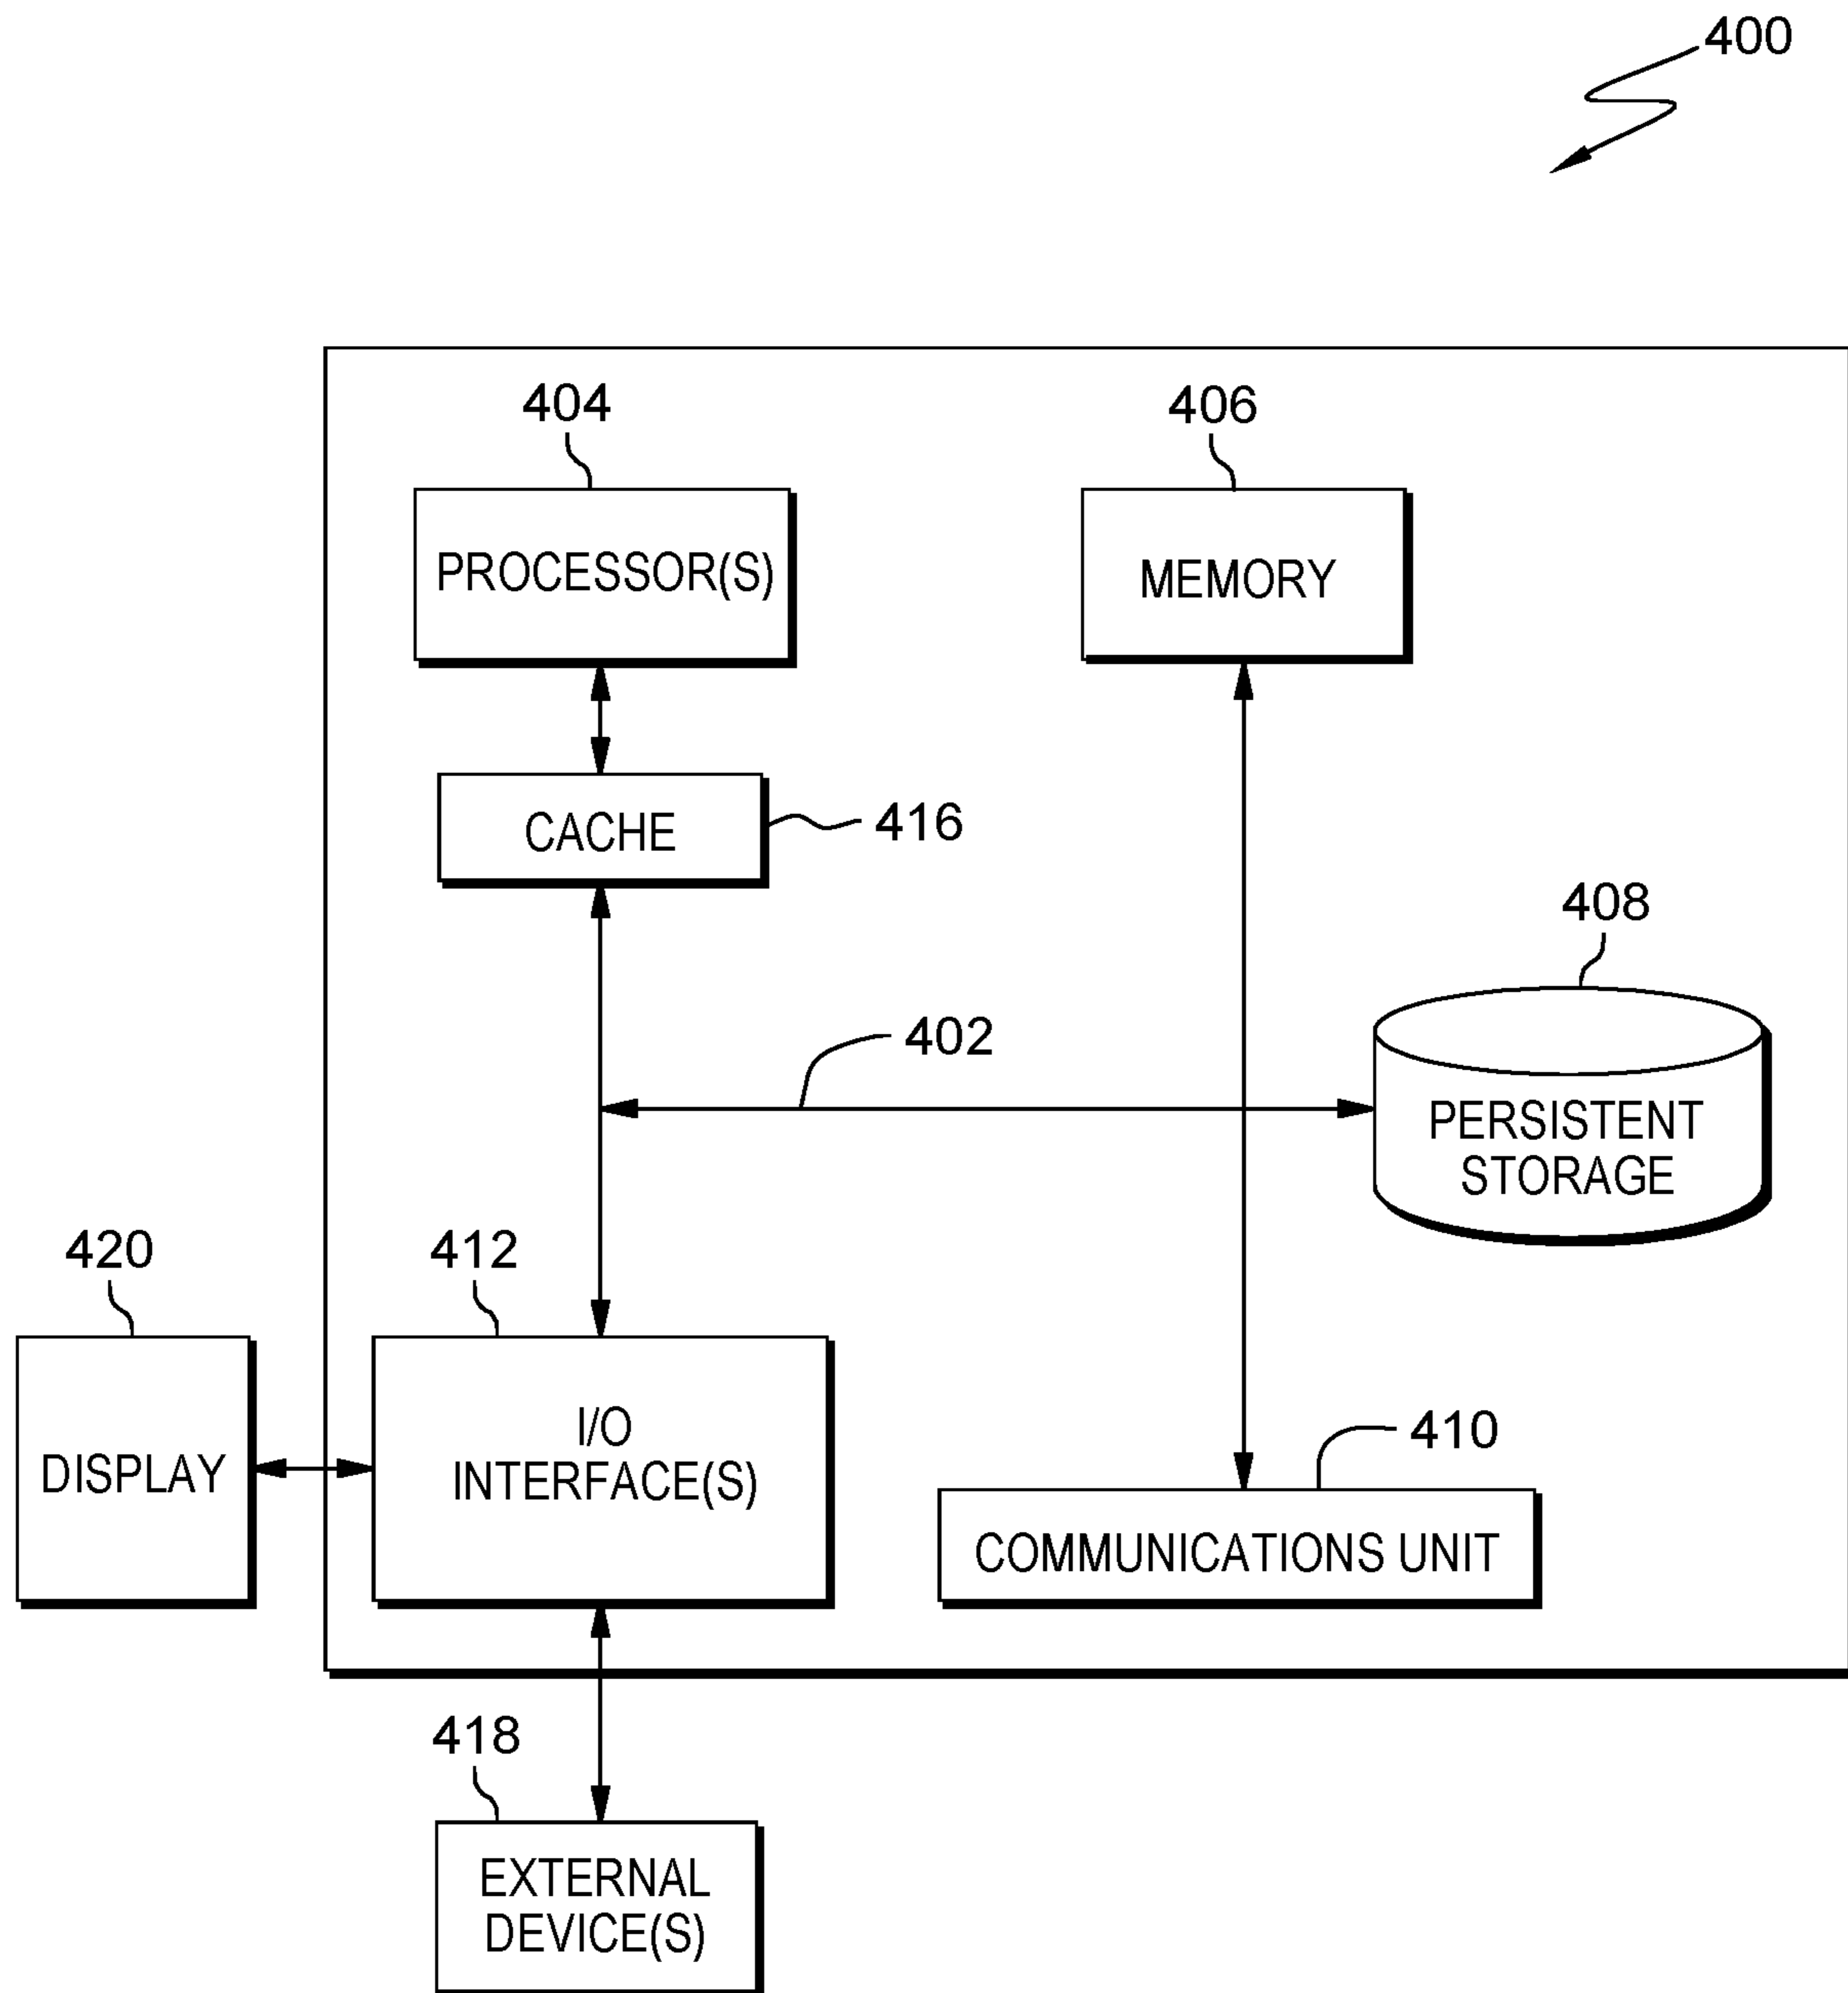 400
404
406
PROCESSOR(S)
MEMORY
CACHE
416
408
402
PERSISTENT
STORAGE
420
412
I/O
INTERFACE(S)
DISPLAY
410
COMMUNICATIONS UNIT
418
EXTERNAL
DEVICE(S)